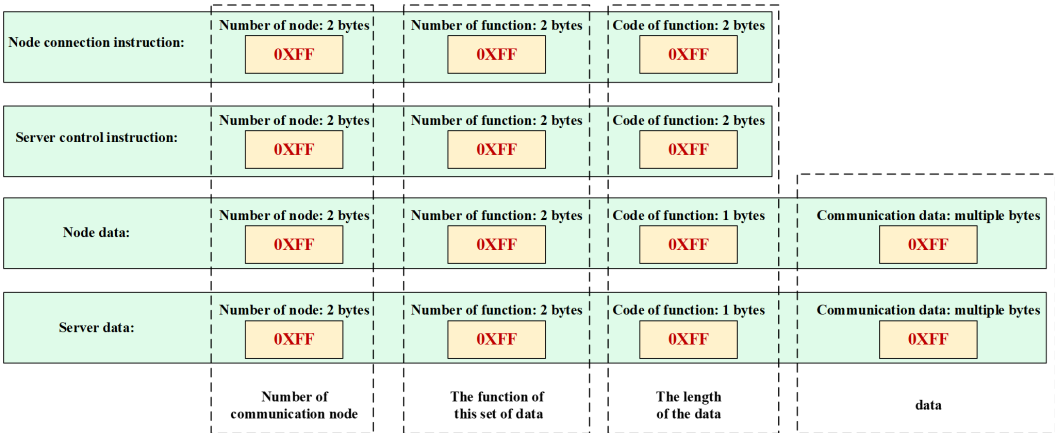 Node connection instruction:
Number of node: 2 bytes
0XFF
Number of function: 2 bytes
0XFF
Code of function: 2 bytes
0XFF
Server control instruction:
Number of node: 2 bytes
0XFF
Number of function: 2 bytes
0XFF
Code of function: 2 bytes
0XFF
Node data:
Number of node: 2 bytes
0XFF
Number of function: 2 bytes
0XFF
Code of function: 1 bytes
0XFF
Communication data: multiple bytes
0XFF
Server data:
Number of node: 2 bytes
0XFF
Number of function: 2 bytes
0XFF
Code of function: 1 bytes
0XFF
Communication data: multiple bytes
0XFF
Number of
communication node
The function of
this set of data
The length
of the data
data